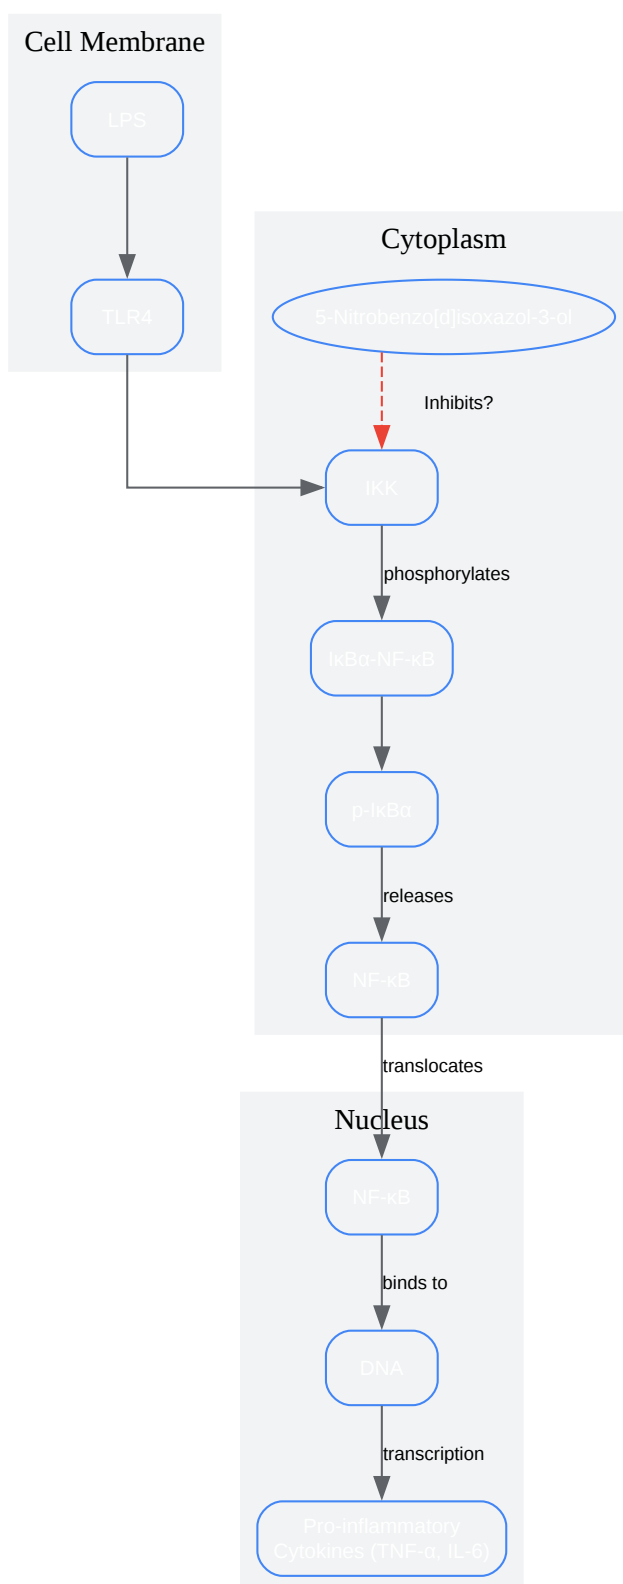 Cell Membrane
LPS
TLR4
Cytoplasm
5-Nitrobenzo[d]isoxazol-3-ol
Inhibits?
IKK
phosphorylates
IκBα-NF-κB
p-IκBα
releases
NF-κB
translocates
Nucleus
NF-κB
binds to
DNA
transcription
Pro-inflammatory
Cytokines (TNF-α, IL-6)